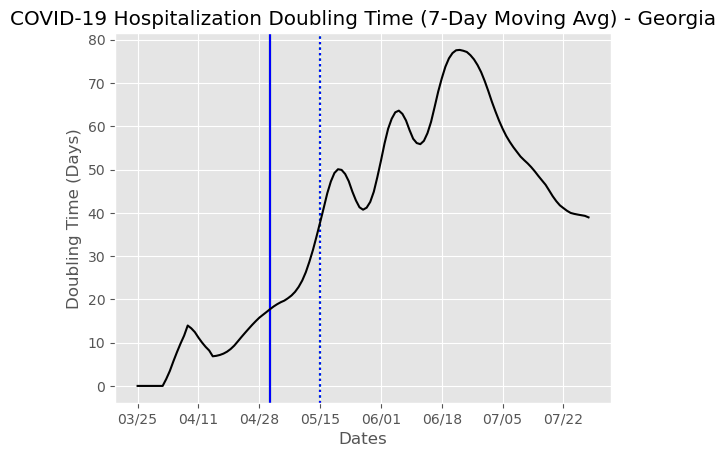 COVID-19 Hospitalization Doubling Time (7-Day Moving Avg) - Georgia
80
70
60
50
40
30
20
10
0
Doubling Time (Days)
03/25 04/11 04/28 05/15 06/01 06/18 07/05 07/22
Dates